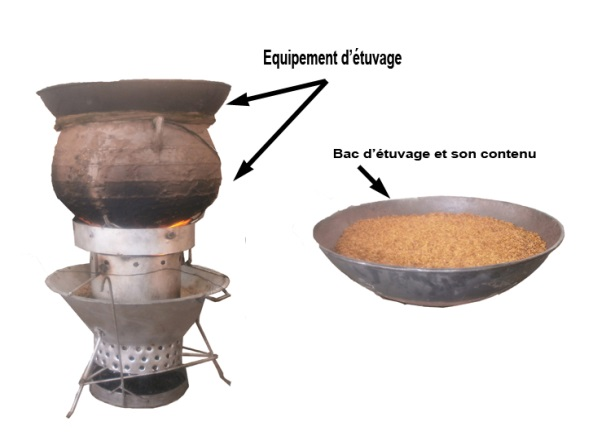 Equipement d'étuvage
Bac d'étuvage et son contenu